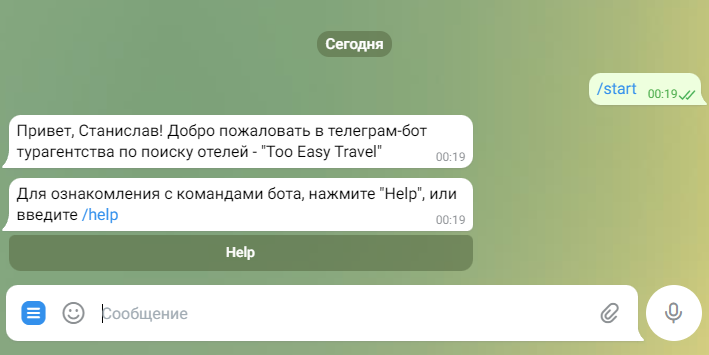 Сегодня
/start 00:19
Привет, Станислав! Добро пожаловать в телеграм-бот
турагентства по поиску отелей - "Too Easy Travel" 00:19
Для ознакомления с командами бота, нажмите "Help", или
введите /help 00:19
Help
Сообщение